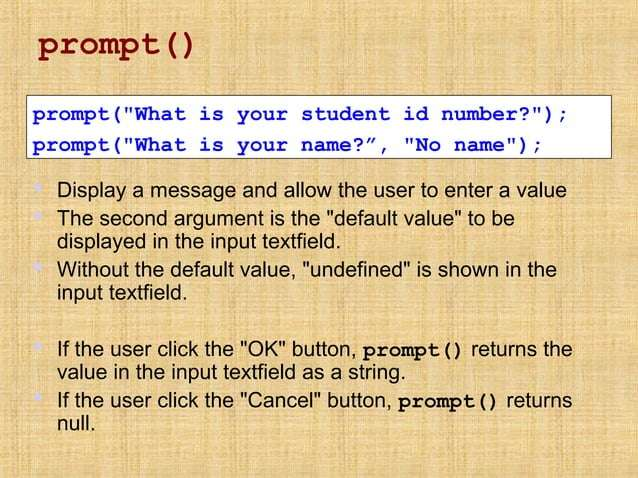 prompt()
prompt("What is your student id number?");
prompt("What is your name?”, "No name");
Display a message and allow the user to enter a value
The second argument is the "default value" to be
displayed in the input textfield.
Without the default value, "undefined" is shown in the
input textfield.
If the user click the "OK" button, prompt() returns the
value in the input textfield as a string.
If the user click the "Cancel" button, prompt() returns
null.